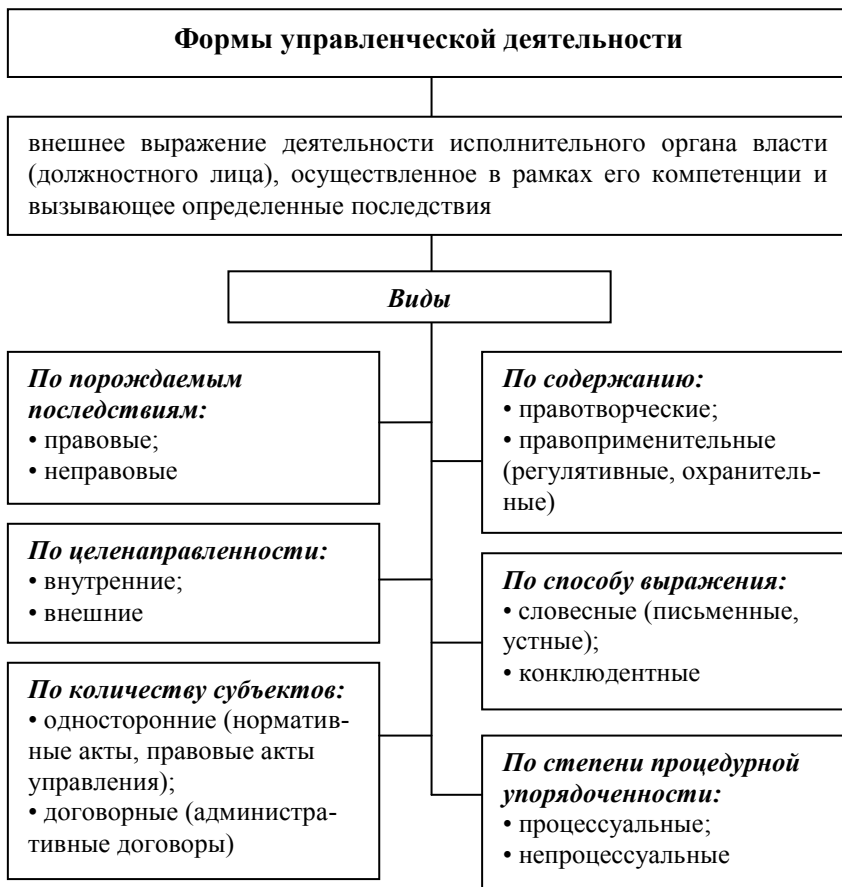 Формы управленческой деятельности
внешнее выражение деятельности исполнительного органа власти
(должностного лица), осуществленное в рамках его компетенции и
вызывающее определенные последствия
Виды
По порождаемым
последствиям:
• правовые;
• неправовые
По целенаправленности:
• внутренние;
• внешние
По количеству субъектов:
• односторонние (норматив-
ные акты, правовые акты
управления);
• договорные (администра-
тивные договоры)
По содержанию:
• правотворческие;
• правоприменительные
(регулятивные, охранитель-
ные)
По способу выражения:
• словесные (письменные,
устные);
• конклюдентные
По степени процедурной
упорядоченности:
• процессуальные;
• непроцессуальные